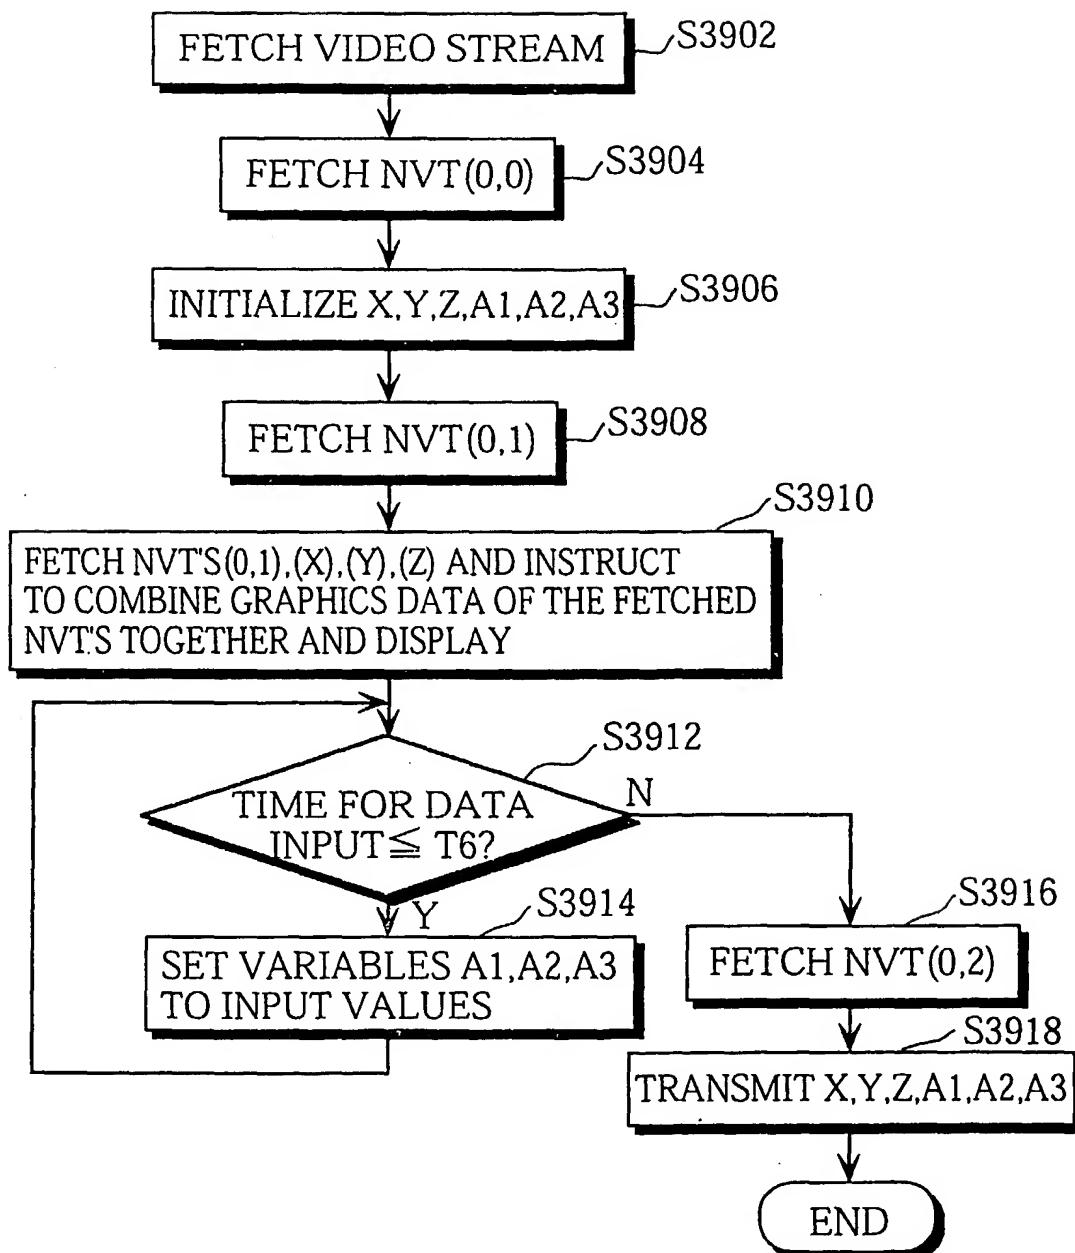 FETCH VIDEO STREAM
S3902
FETCH NVT(0,0)
S3904
INITIALIZE X,Y,Z,A1,A2,A3
S3906
FETCH NVT(0,1)
S3908
S3910
FETCH NVT'S(0,1),(X),(Y),(Z) AND INSTRUCT
TO COMBINE GRAPHICS DATA OF THE FETCHED
NVT'S TOGETHER AND DISPLAY
S3912
TIME FOR DATA
INPUT≦ T6?
N
Y
S3914
SET VARIABLES A1,A2,A3
TO INPUT VALUES
S3916
FETCH NVT(0,2)
S3918
TRANSMIT X,Y,Z,A1,A2,A3
END